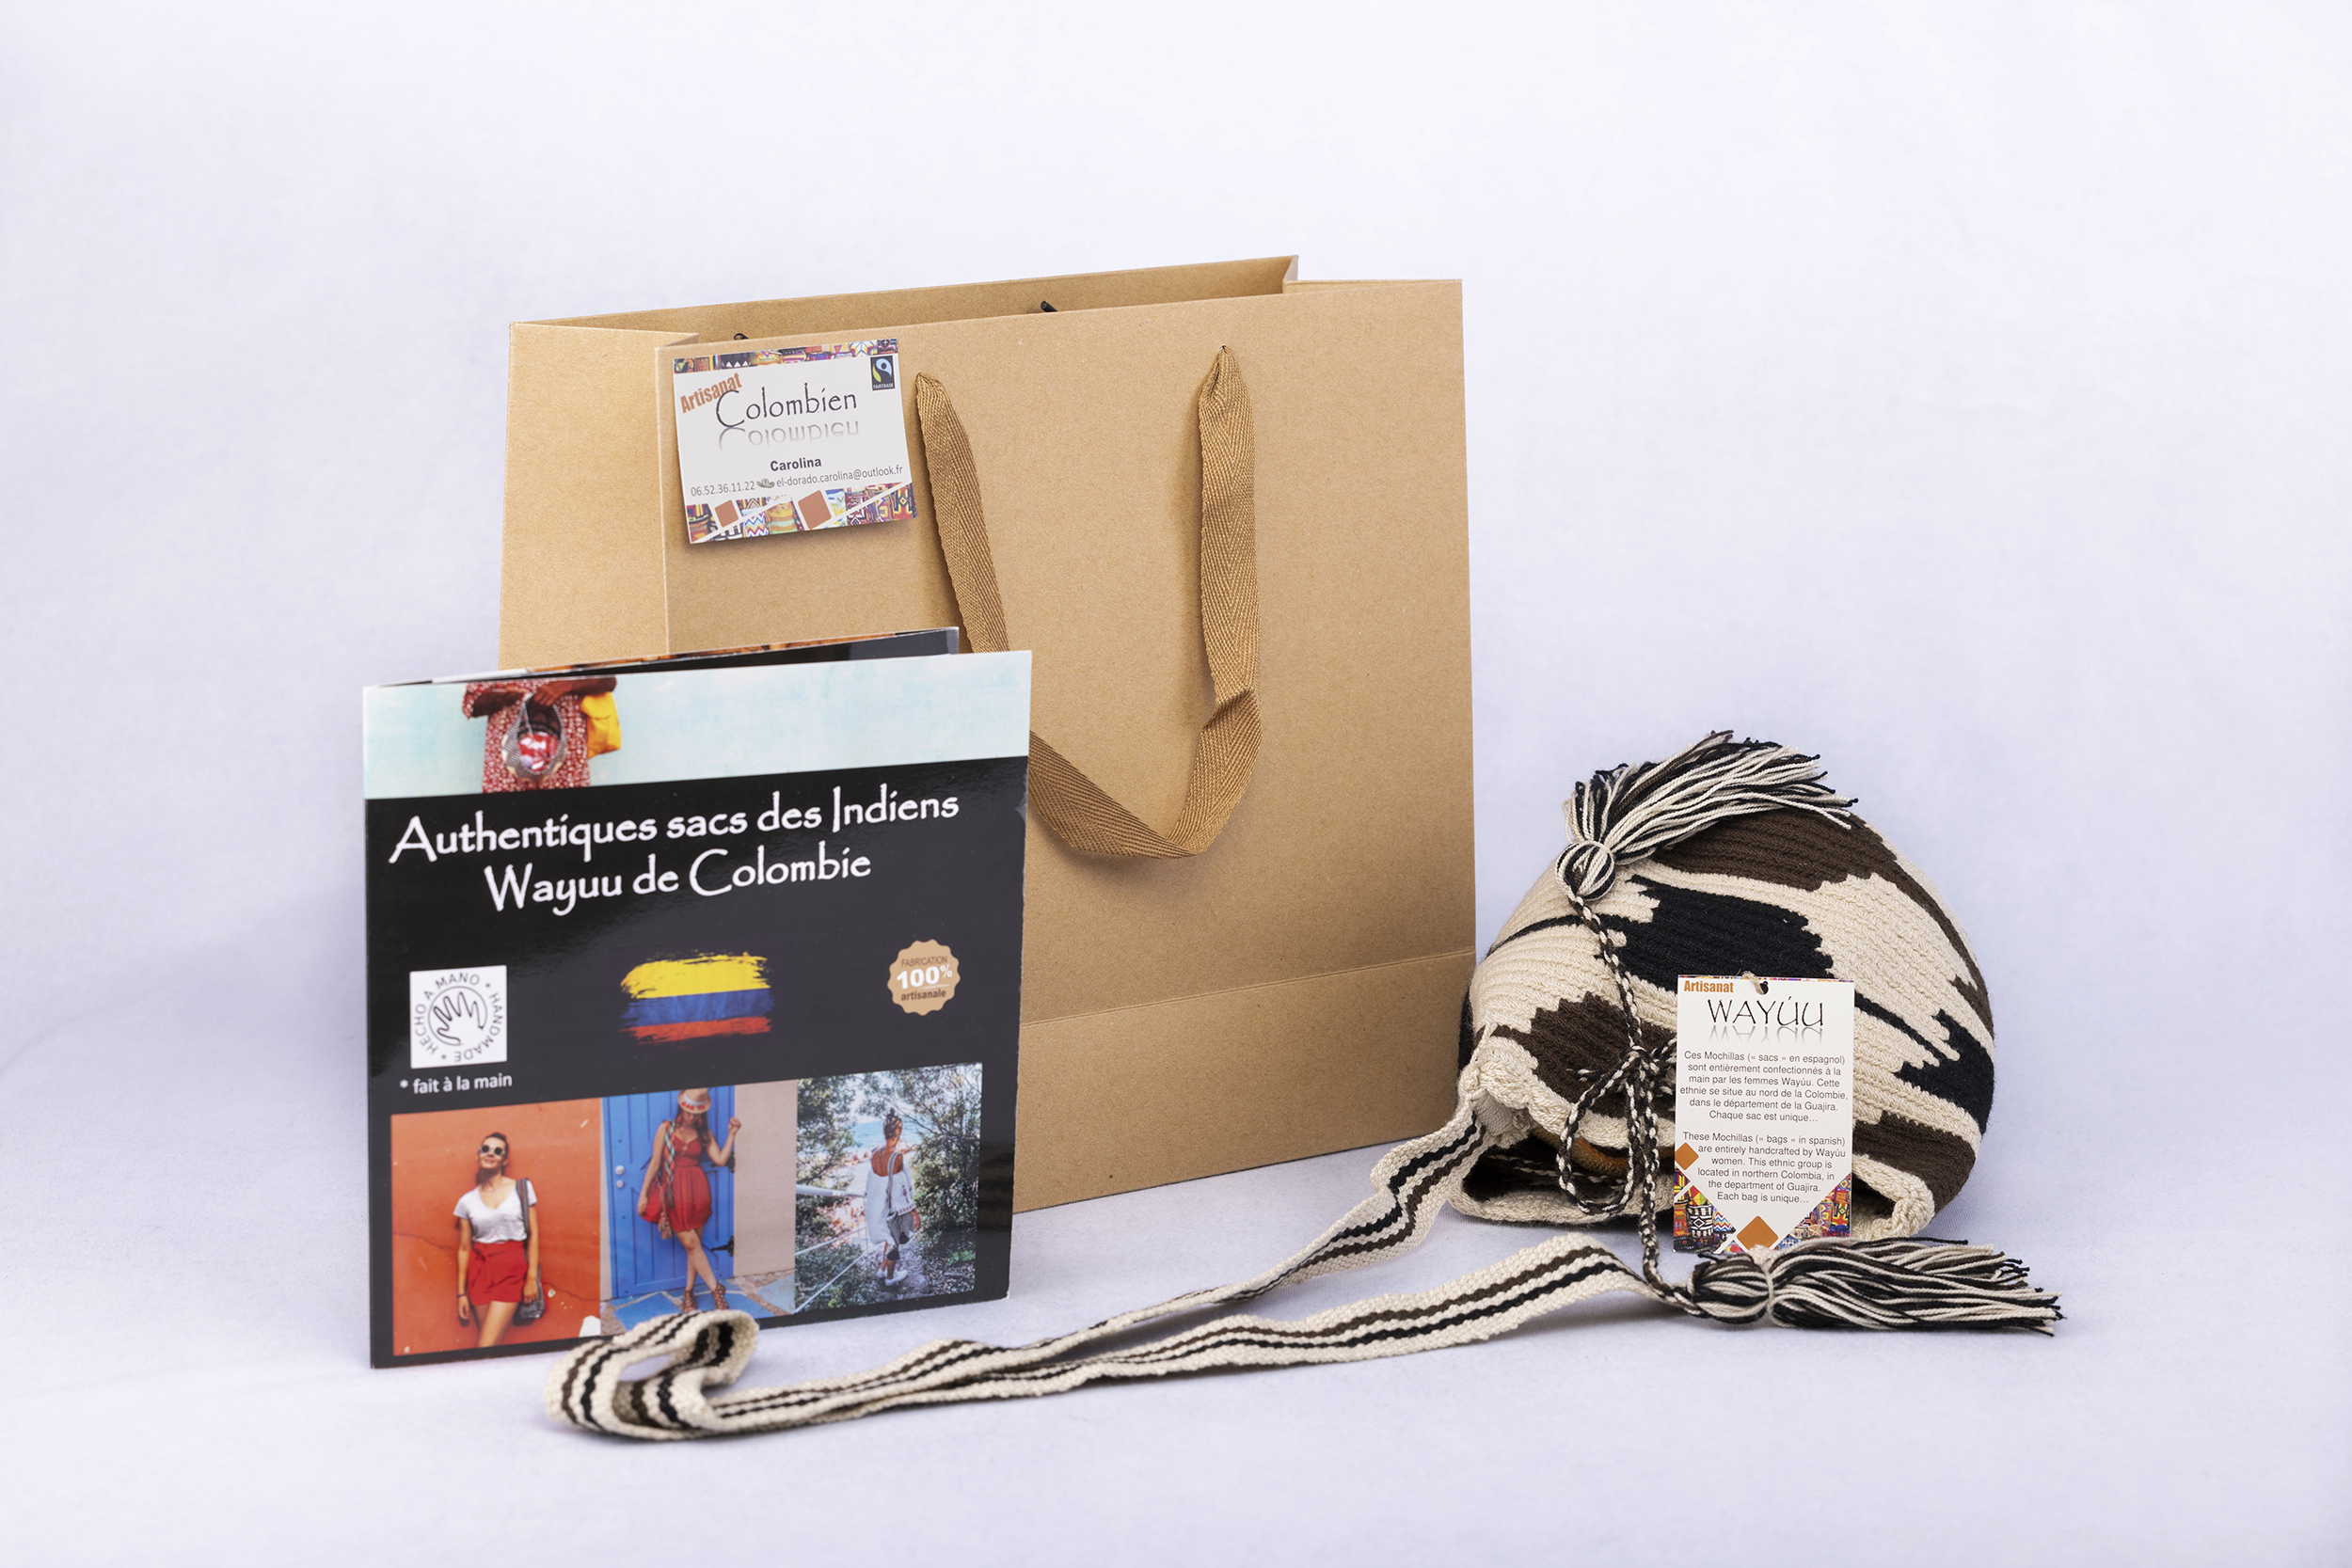 Artisanat
Colombien
FAIRTRADE
Carolina
06.52.36.11.22 el-dorado.carolina@outlook.fr
Authentiques sacs des Indiens
Wayuu de Colombie
HECHO A MANO * HANDMADE *
* fait à la main
FABRICATION
100%
artisanale
Artisanat
WAYÚU
Ces Mochillas (« sacs » en espagnol)
sont entièrement confectionnés à la
main par les femmes Wayúu. Cette
ethnie se situe au nord de la Colombie,
dans le département de la Guajira.
Chaque sac est unique...
These Mochillas (« bags » in spanish)
are entirely handcrafted by Wayúu
women. This ethnic group is
located in northern Colombia, in
the department of Guajira.
Each bag is unique...